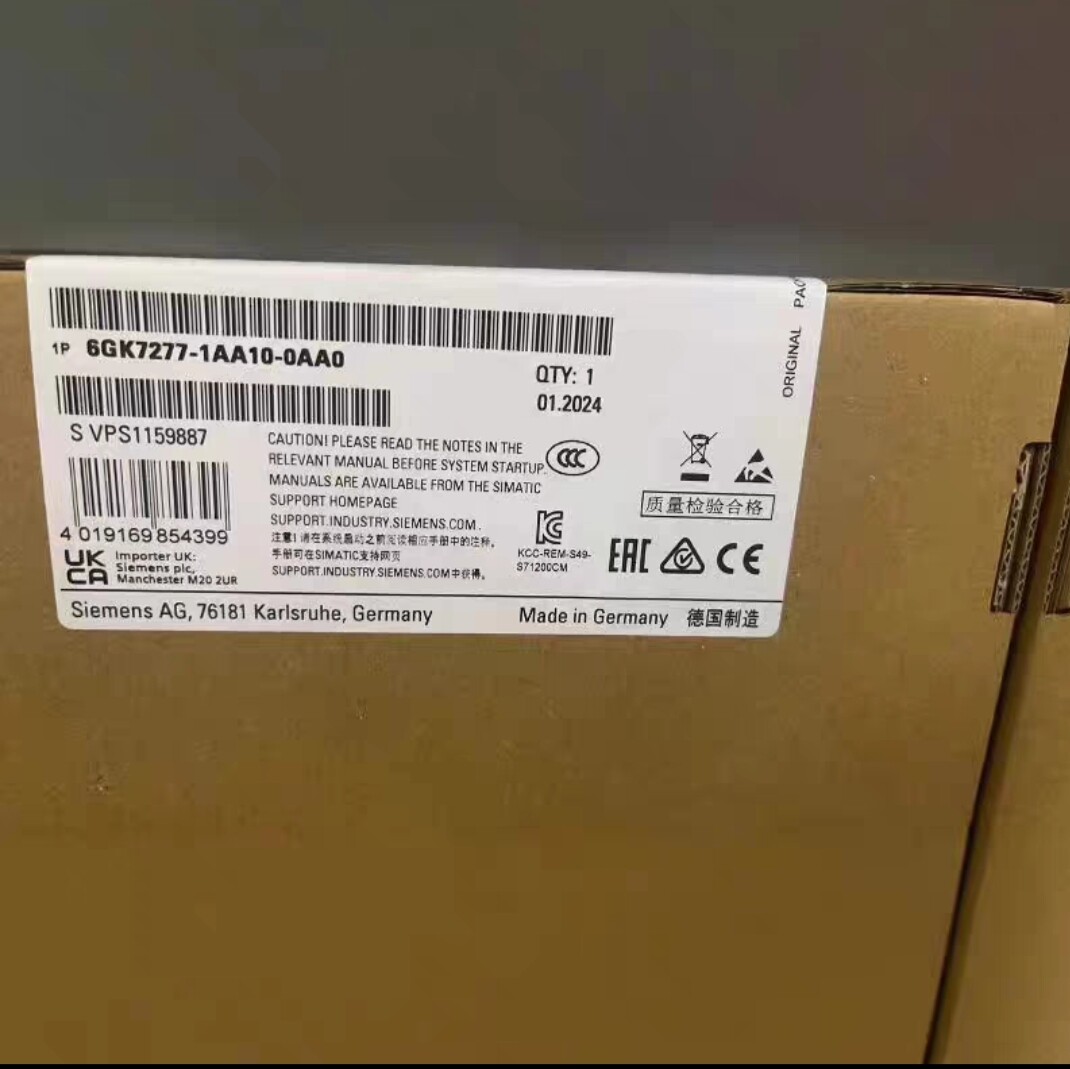 1P 6GK7277-1AA10-0AA0
QTY: 1
01.2024
S VPS1159887
4 019169 854399
UK
CA
Importer UK:
Siemens plc,
Manchester M20 2UR
CAUTION! PLEASE READ THE NOTES IN THE
RELEVANT MANUAL BEFORE SYSTEM STARTUP.
MANUALS ARE AVAILABLE FROM THE SIMATIC
SUPPORT HOMEPAGE
SUPPORT.INDUSTRY.SIEMENS.COM.
注意!请在系统启动之前阅读相应手册中的注释,
手册可在SIMATIC支持网页
SUPPORT.INDUSTRY.SIEMENS.COM中获得。
CCC
质量检验合格
KC
KCC-REM-S49-
S71200CM
EAC
CE
Siemens AG, 76181 Karlsruhe, Germany
Made in Germany 德国制造
ORIGINAL